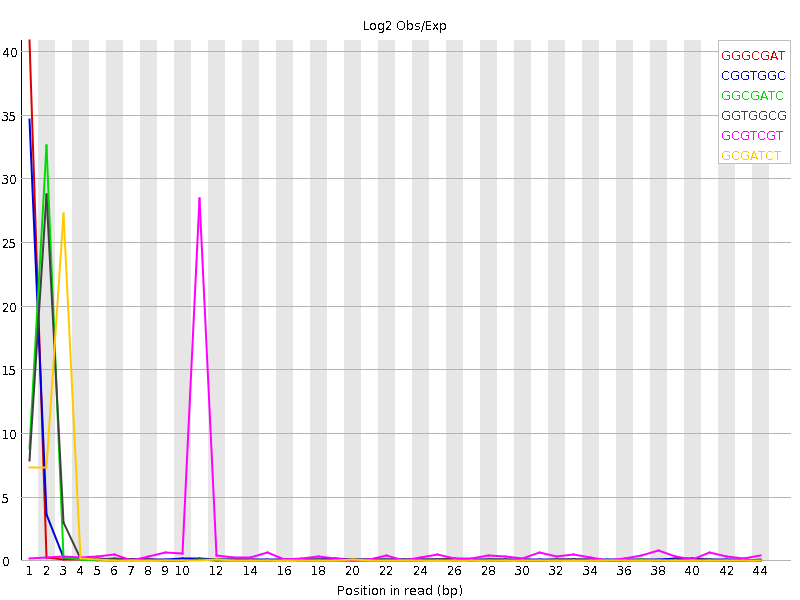 Log2 Obs/Exp
40
35
30
25
20
15
10
5
0
GGGCGAT
CGGTGGC
GGCGATC
GGTGGCG
GCGTCGT
GCGATCT
1 2 3 4 5 6 7 8 9 10 12 14 16 18 20 22 24 26 28 30 32 34 36 38 40 42 44
Position in read (bp)